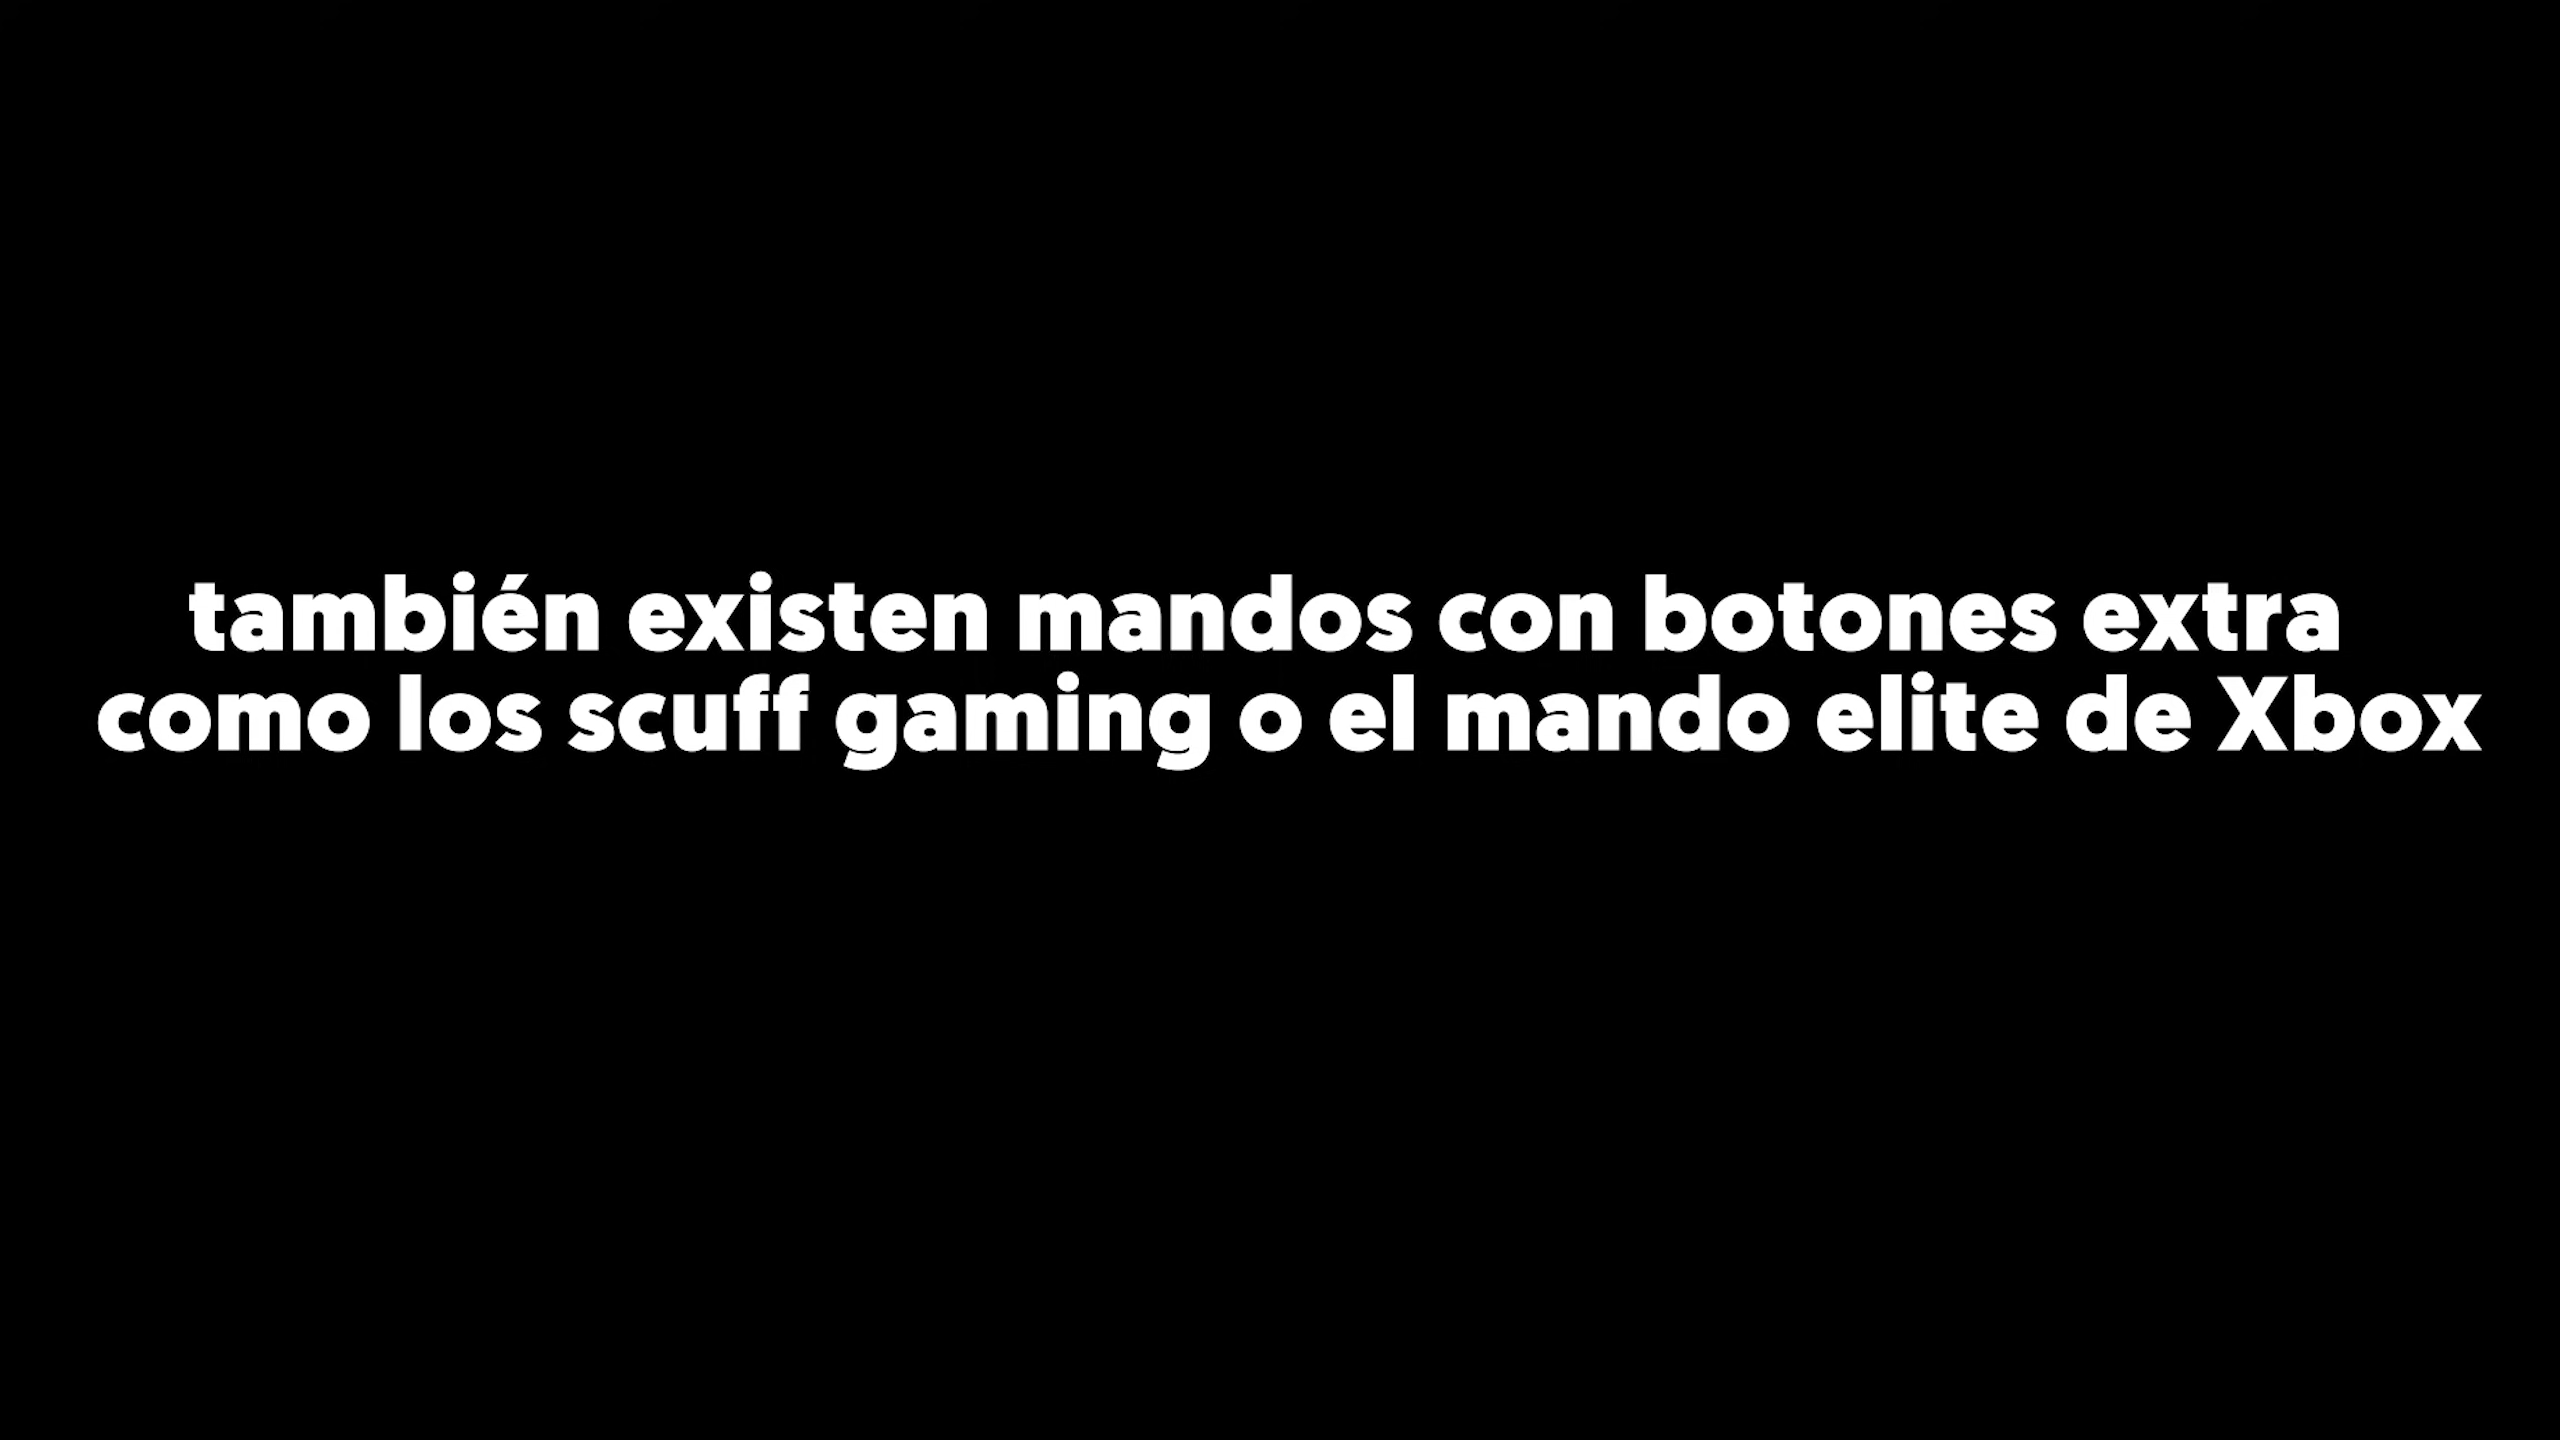 también existen mandos con botones extra
como los scuff gaming o el mando elite de Xbox